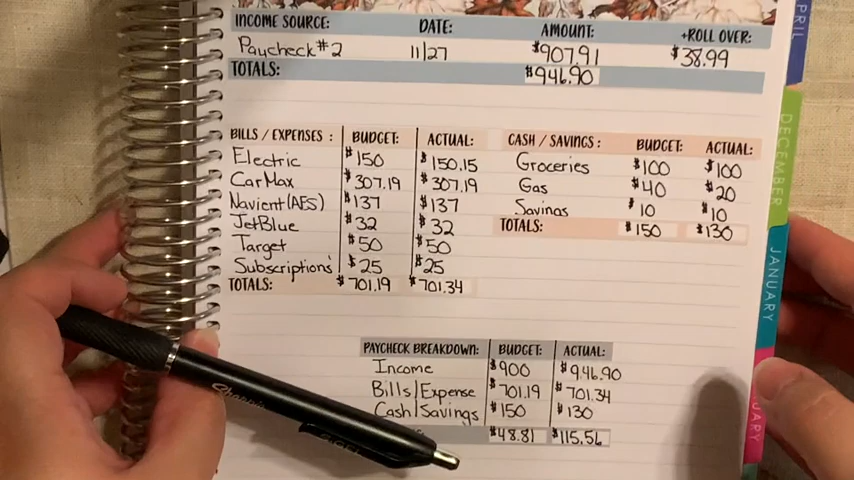 INCOME SOURCE: DATE: AMOUNT: +ROLL OVER:
Paycheck #2 11/27 $907.91 $38.99
TOTALS: $946.90
BILLS / EXPENSES : BUDGET: ACTUAL:
Electric $150 $150.15
CarMax $307.19 $307.19
Navient (AES) $137 $137
JetBlue $32 $32
Target $50 $50
Subscriptions $25 $25
TOTALS: $701.19 $701.34
CASH / SAVINGS : BUDGET: ACTUAL:
Groceries $100 $100
Gas $40 $20
Savings $10 $10
TOTALS: $150 $130
PAYCHECK BREAKDOWN: BUDGET: ACTUAL:
Income $900 $946.90
Bills/Expense $701.19 $701.34
Cash/Savings $150 $130
$48.81 $115.56
PRIL
DECEMBER
JANUARY